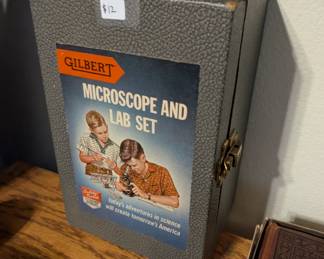 $12
GILBERT
MICROSCOPE AND
LAB SET
Today's adventures in science
will create tomorrow's America